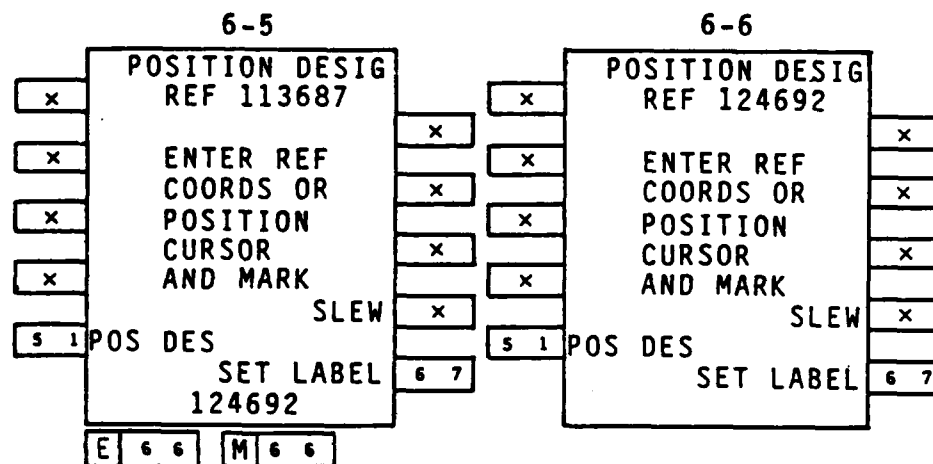 6-5
POSITION DESIG
REF 113687
×
×
×
ENTER REF
COORDS OR
×
×
POSITION
CURSOR
×
×
AND MARK
SLEW
×
5 1
POS DES
SET LABEL
6 7
124692
E 6 6
M 6 6
6-6
POSITION DESIG
REF 124692
×
×
×
ENTER REF
COORDS OR
×
×
POSITION
CURSOR
×
×
AND MARK
SLEW
×
5 1
POS DES
SET LABEL
6 7